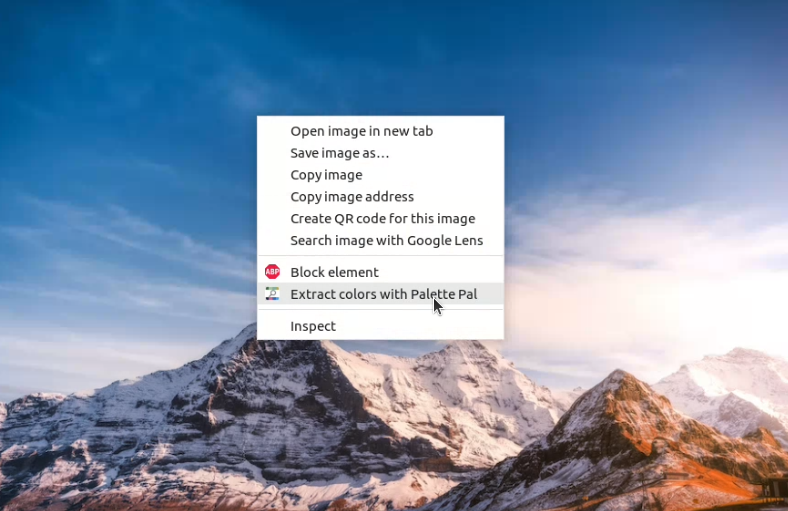 Open image in new tab
Save image as…
Copy image
Copy image address
Create QR code for this image
Search image with Google Lens
ABP
Block element
Extract colors with Palette Pal
Inspect